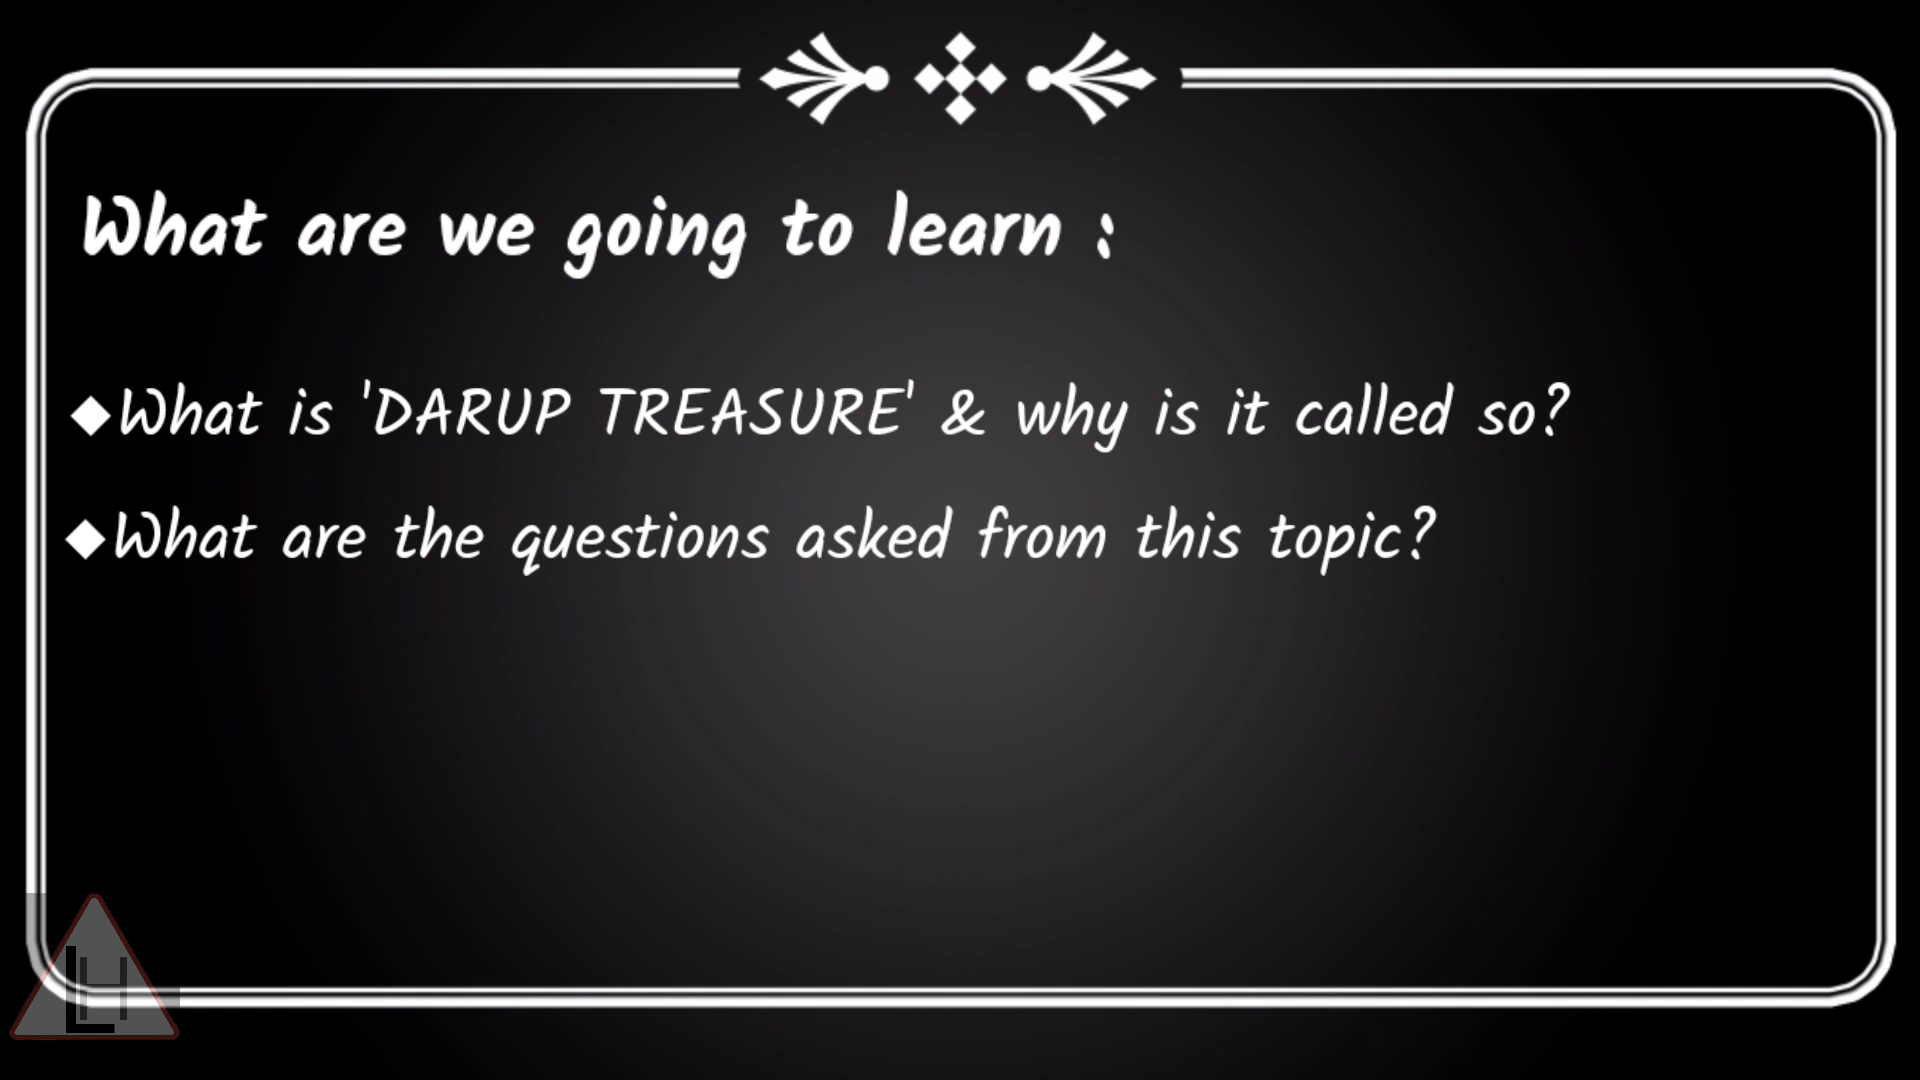 What are we going to learn :
◆What is 'DARUP TREASURE' & why is it called so?
◆What are the questions asked from this topic?
LH